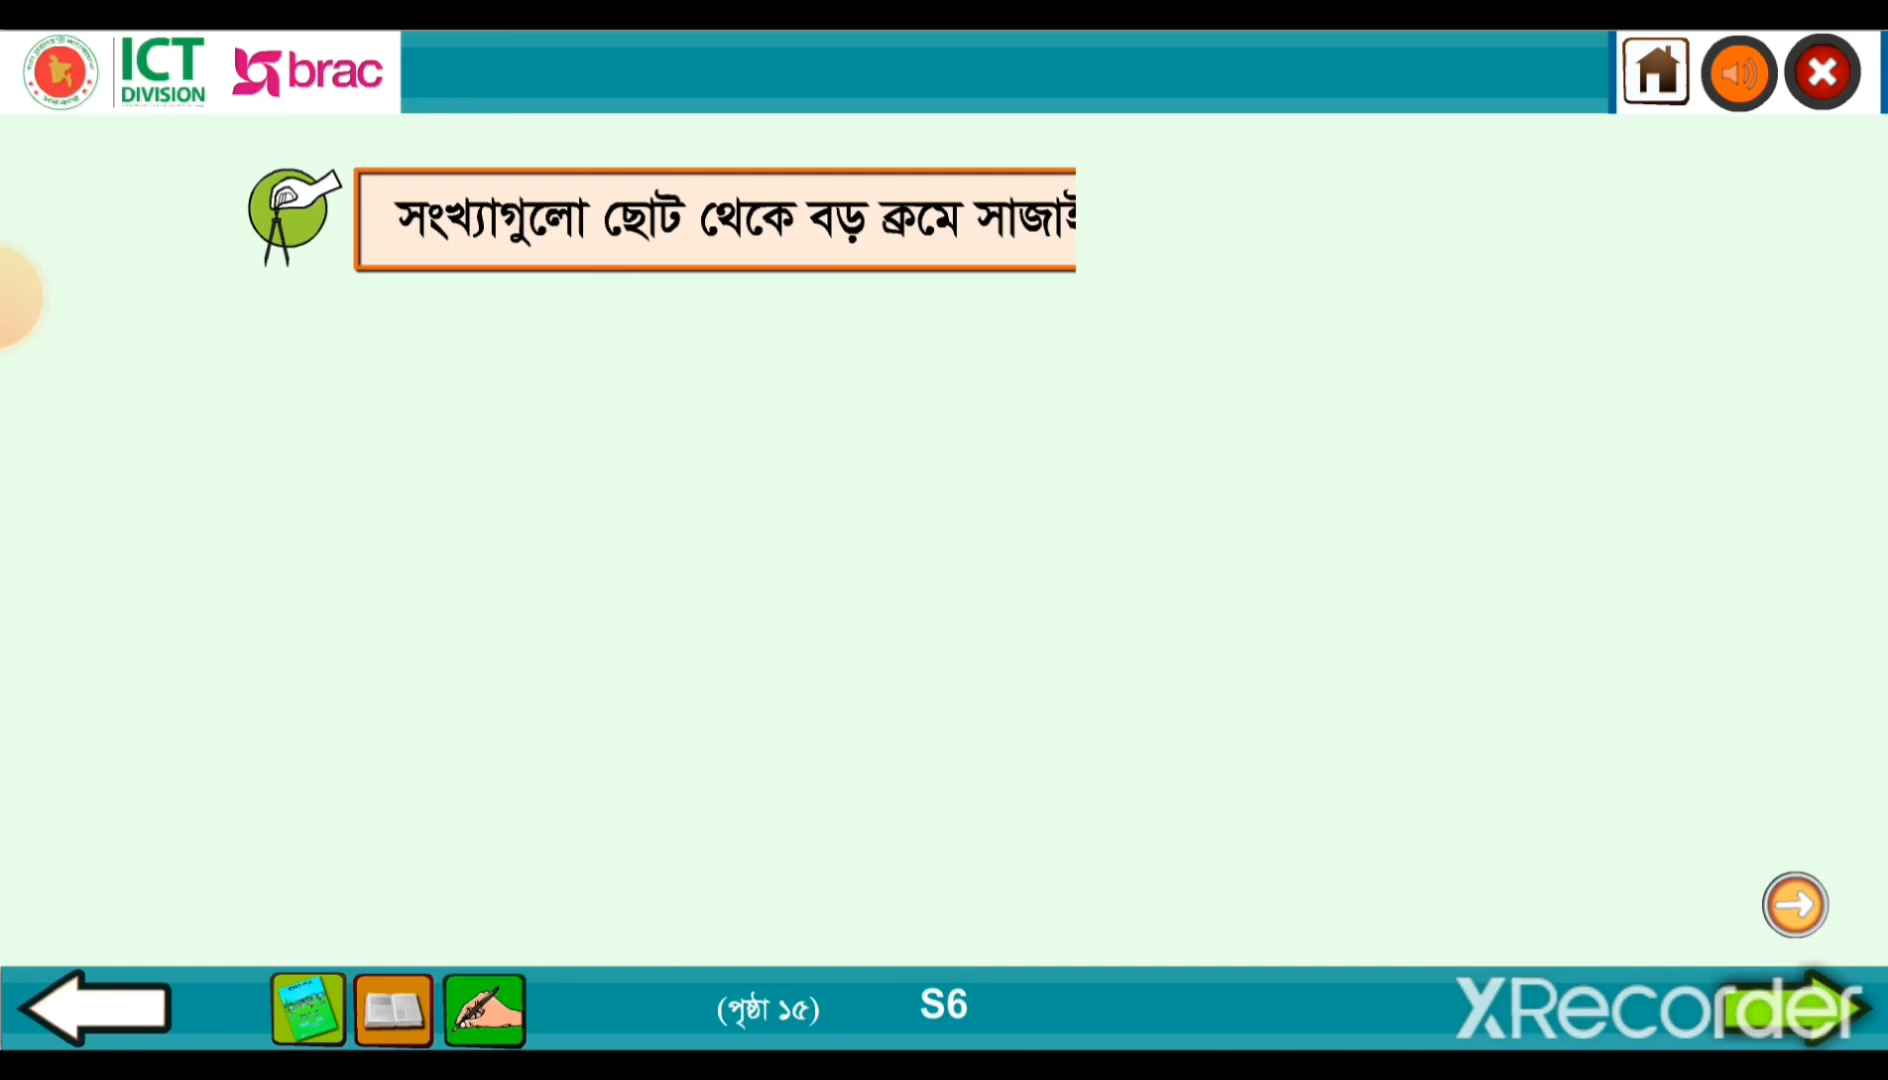 ICT
DIVISION
brac
সংখ্যাগুলো ছোট থেকে বড় ক্রমে সাজাই
(পৃষ্ঠা ১৫)
S6
XRecorder